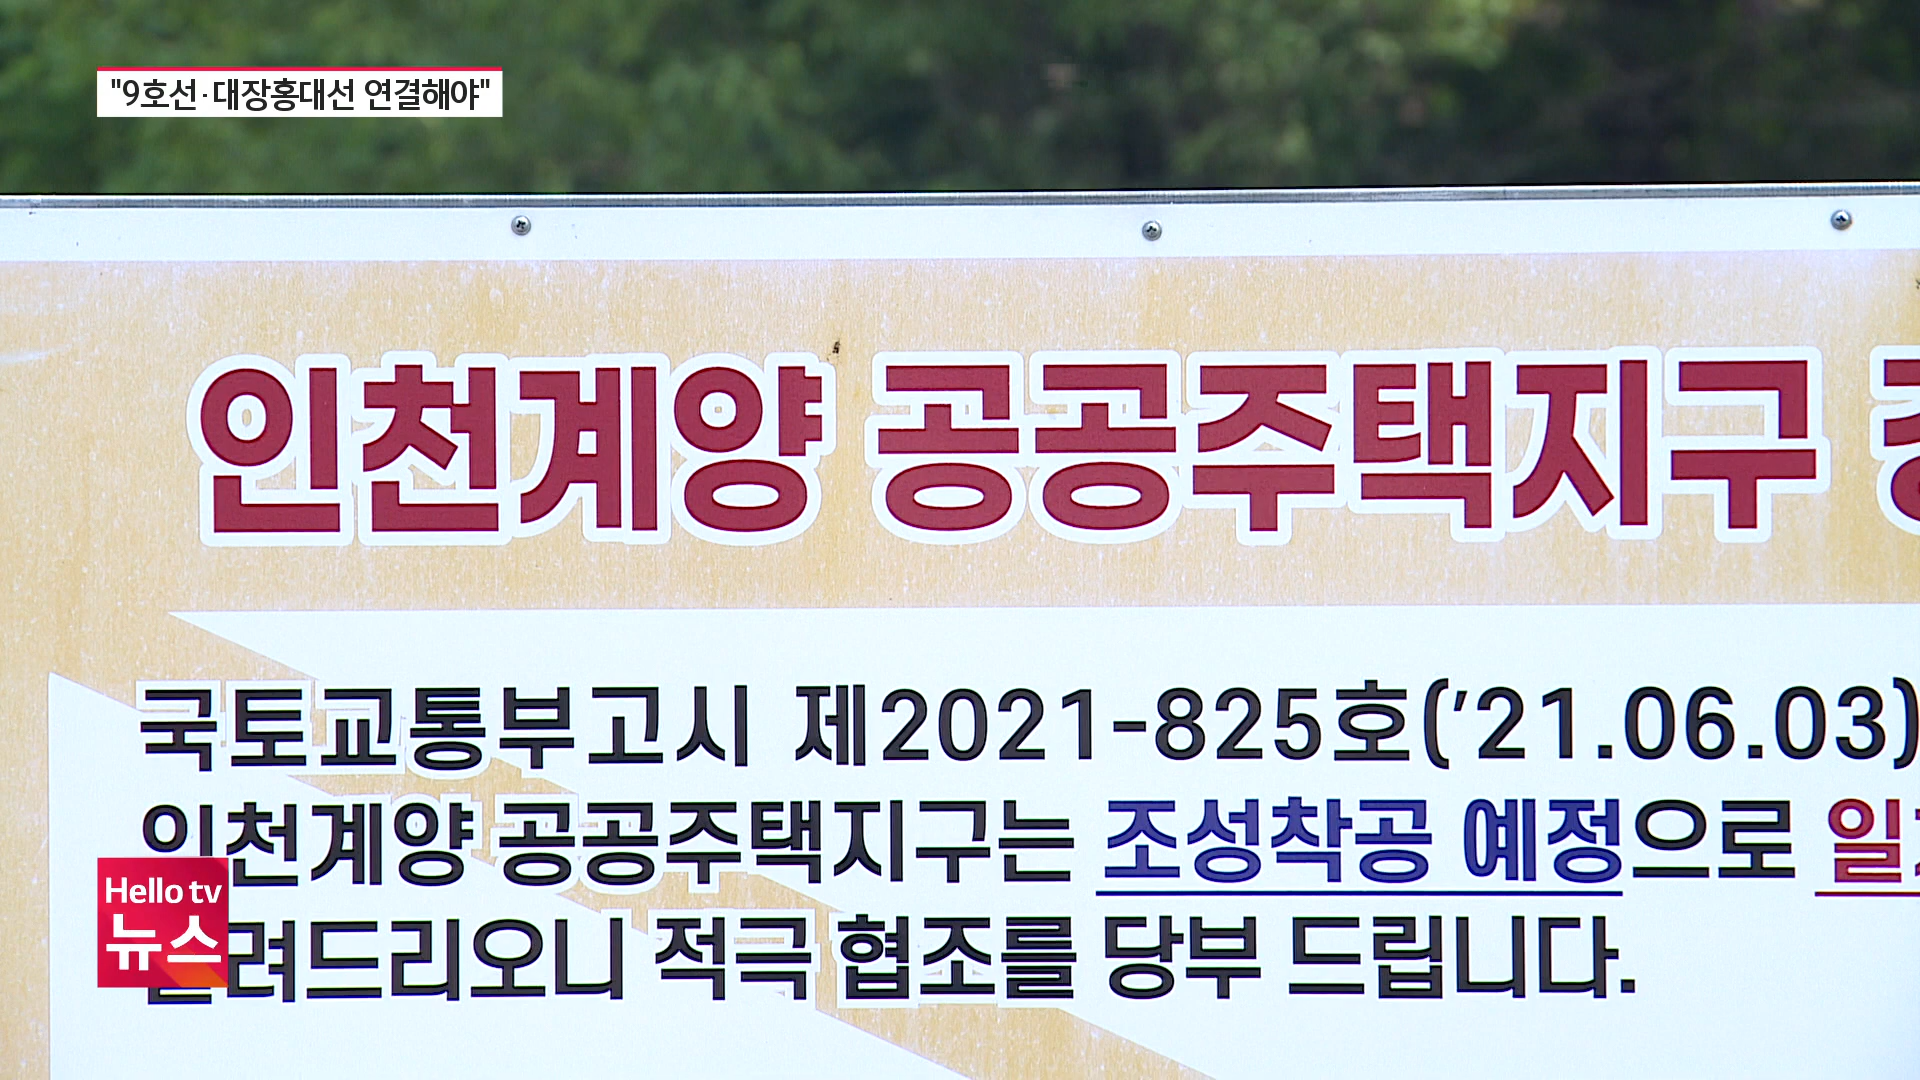 "9호선·대장홍대선 연결해야"
인천계양 공공주택지구
국토교통부고시 제2021-825호('21.06.03)
인천계양 공공주택지구는 조성착공 예정으로
Hello tv
뉴스
려드리오니 적극 협조를 당부 드립니다.